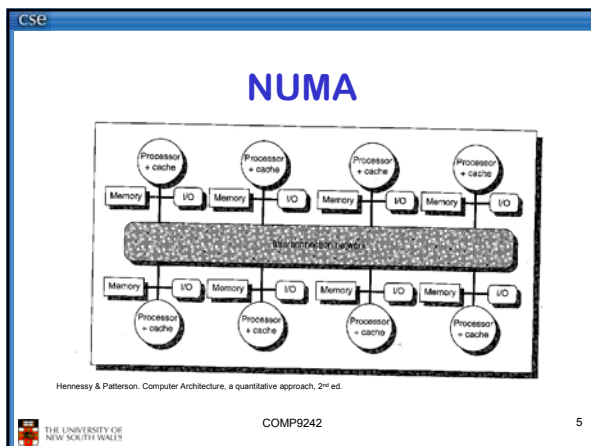 cse
NUMA
Processor + cache Processor + cache Processor + cache Processor + cache
Memory I/O Memory I/O Memory I/O Memory I/O
Interconnection network
Memory I/O Memory I/O Memory I/O Memory I/O
Processor + cache Processor + cache Processor + cache Processor + cache
Hennessy & Patterson. Computer Architecture, a quantitative approach, 2nd ed.
THE UNIVERSITY OF
NEW SOUTH WALES
COMP9242
5